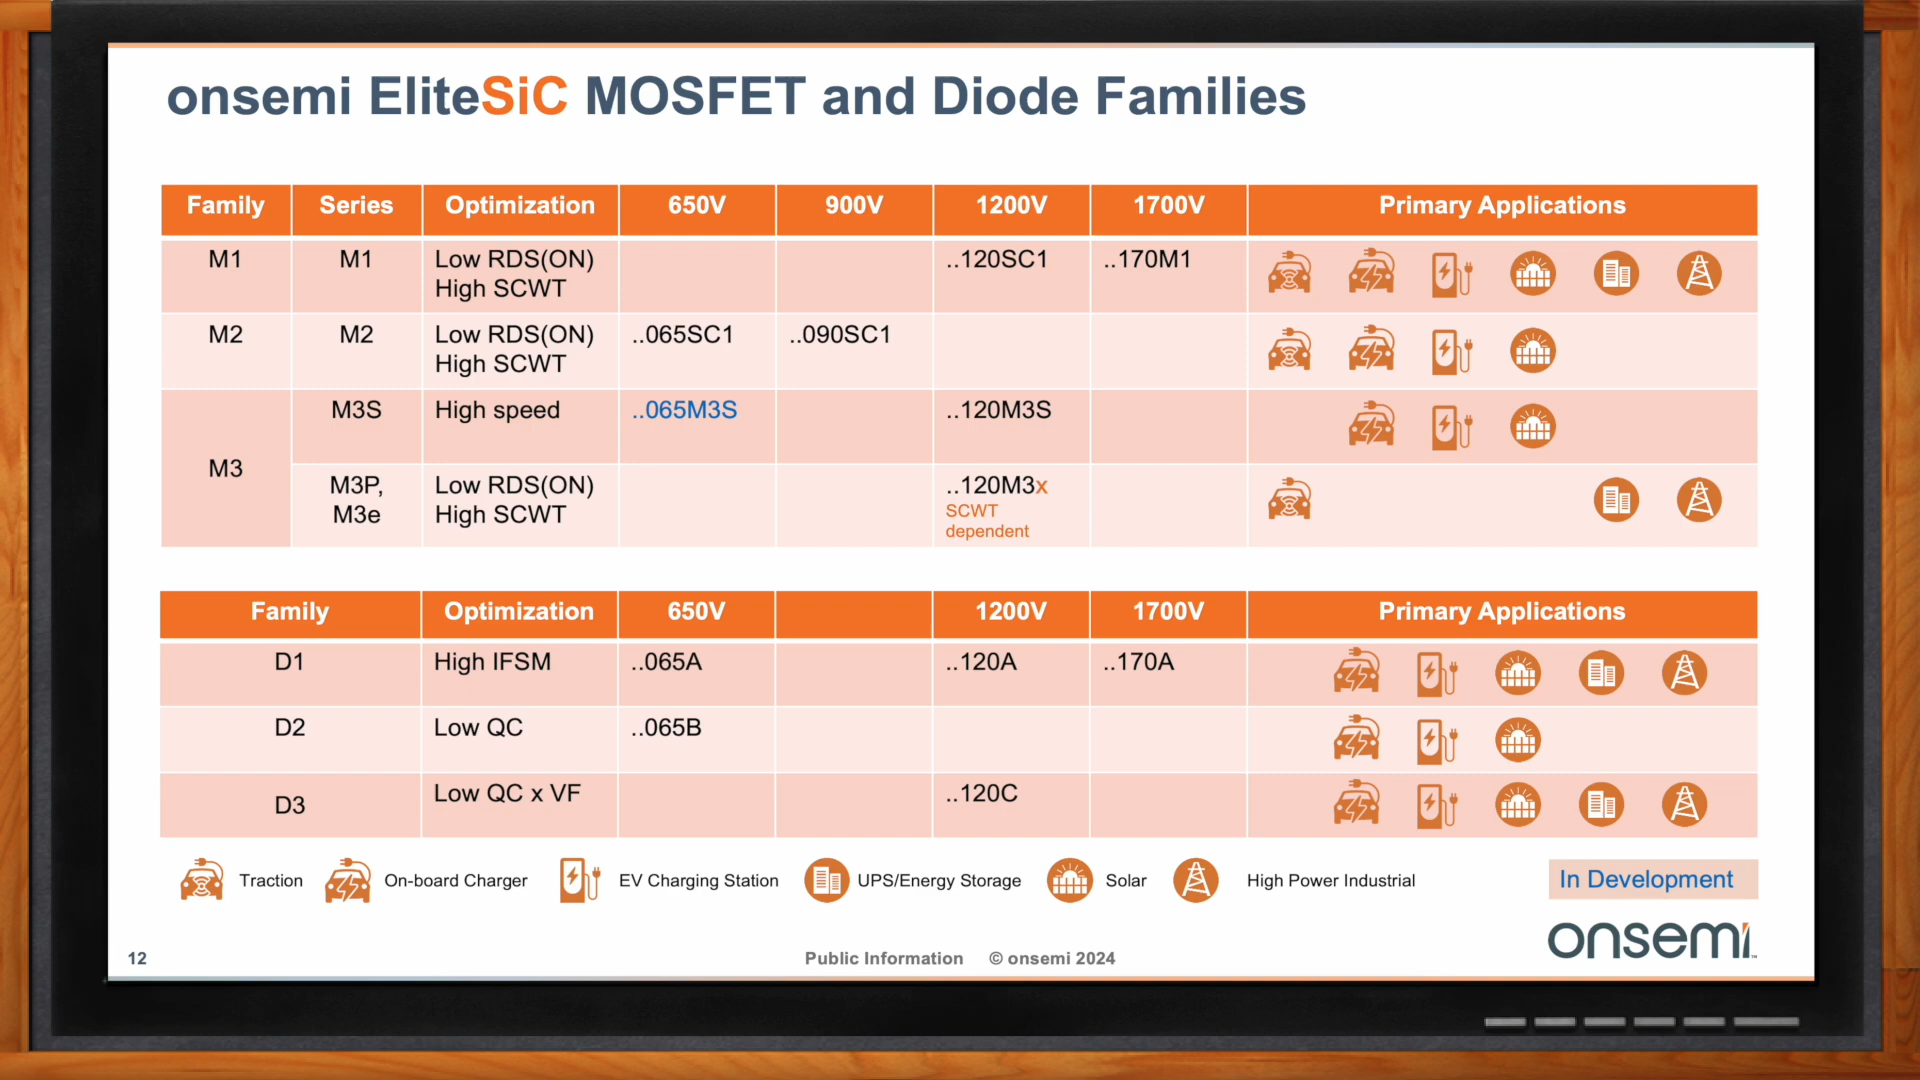 onsemi EliteSiC MOSFET and Diode Families
Family Series Optimization 650V 900V 1200V 1700V Primary Applications
M1 M1 Low RDS(ON) ..120SC1 ..170M1
High SCWT
M2 M2 Low RDS(ON) ..065SC1 ..090SC1
High SCWT
M3S High speed ..065M3S ..120M3S
M3
M3P, Low RDS(ON) ..120M3x
M3e High SCWT SCWT
dependent
Family Optimization 650V 1200V 1700V Primary Applications
D1 High IFSM ..065A ..120A ..170A
D2 Low QC ..065B
D3 Low QC x VF ..120C
Traction On-board Charger EV Charging Station UPS/Energy Storage Solar High Power Industrial In Development
onsemi™
12 Public Information © onsemi 2024